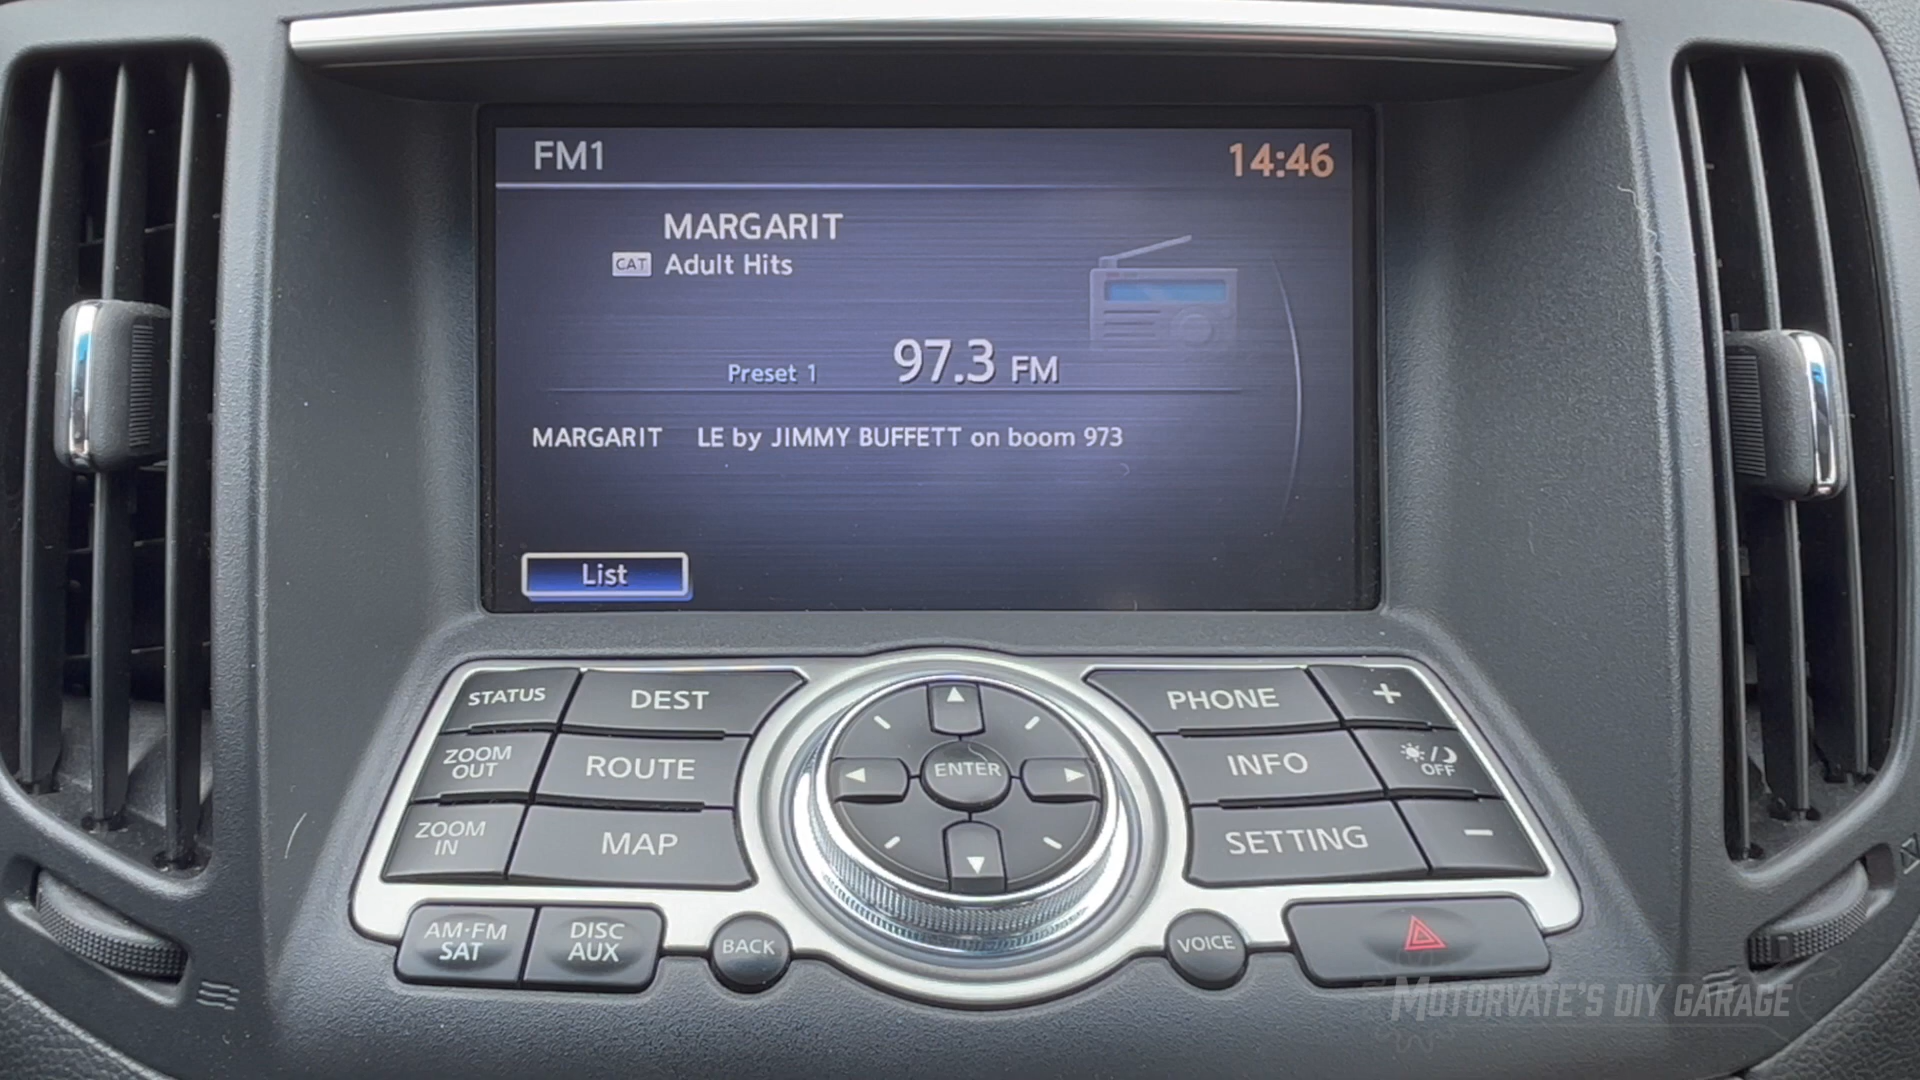 FM1 14:46
MARGARIT
CAT Adult Hits
Preset 1 97.3 FM
MARGARIT LE by JIMMY BUFFETT on boom 973
List
STATUS DEST PHONE +
ZOOM OUT ROUTE ENTER INFO OFF
ZOOM IN MAP SETTING −
AM·FM SAT DISC AUX BACK VOICE
MOTORVATE'S DIY GARAGE